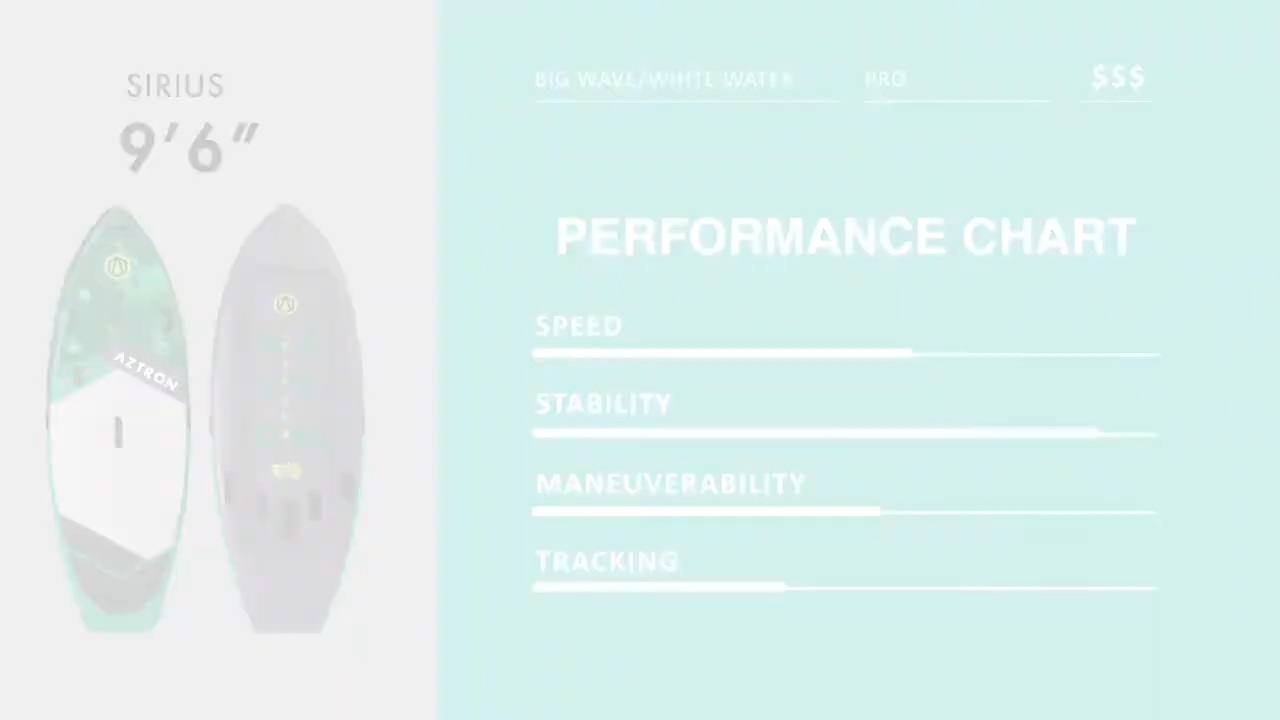 SIRIUS
9’6”
AZTRON
BIG WAVE/WHITE WATER
PRO
$$$
PERFORMANCE CHART
SPEED
STABILITY
MANEUVERABILITY
TRACKING